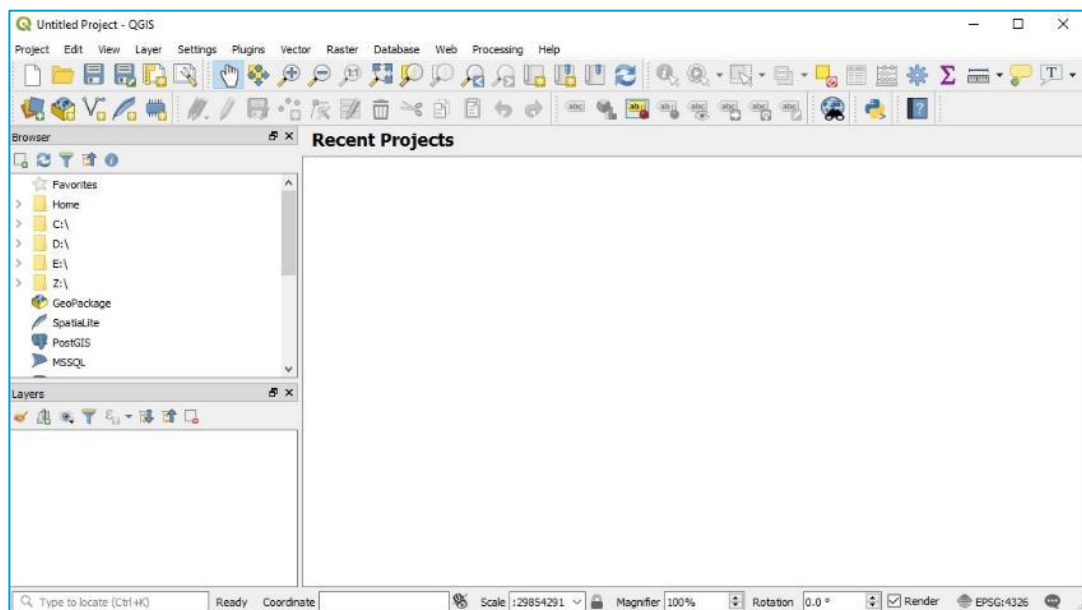 Untitled Project - QGIS
Project Edit View Layer Settings Plugins Vector Raster Database Web Processing Help
Browser
Recent Projects
Favorites
Home
C:\
D:\
E:\
Z:\
GeoPackage
SpatiaLite
PostGIS
MSSQL
Layers
Type to locate (Ctrl+K) Ready Coordinate Scale :29854291 Magnifier 100% Rotation 0.0 ° Render EPSG:4326